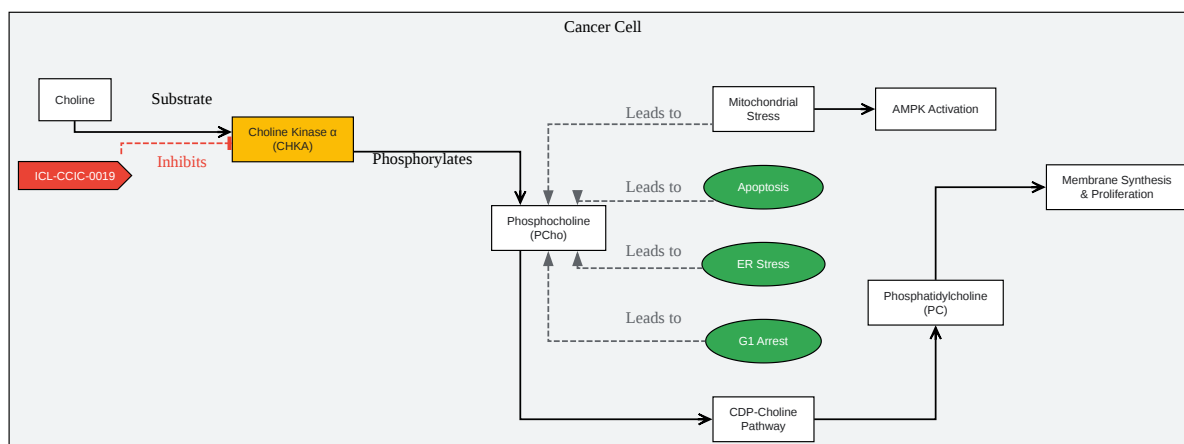 Cancer Cell
Choline
Substrate
Choline Kinase α
(CHKA)
ICL-CCIC-0019
Inhibits
Phosphorylates
Phosphocholine
(PCho)
Leads to
Mitochondrial
Stress
AMPK Activation
Leads to
Apoptosis
Leads to
ER Stress
Leads to
G1 Arrest
CDP-Choline
Pathway
Phosphatidylcholine
(PC)
Membrane Synthesis
& Proliferation